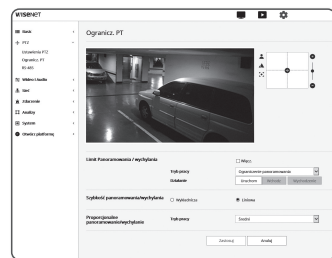 WISENET
Basic
PTZ
Ustawienia PTZ
Ogranicz. PT
RS-485
Wideo i Audio
Sieć
Zdarzenie
Analizy
System
Otwórz platformę
Ogranicz. PT
Limit Panoramowania / wychylania
Włącz
Tryb pracy
Ograniczenie panoramowania
Działanie
Uruchom
Wychylenie
Szybkość panoramowania/wychylania
Wykładnicza
Liniowa
Proporcjonalne panoramowanie/wychylanie
Tryb pracy
Średni
Zastosuj
Anuluj